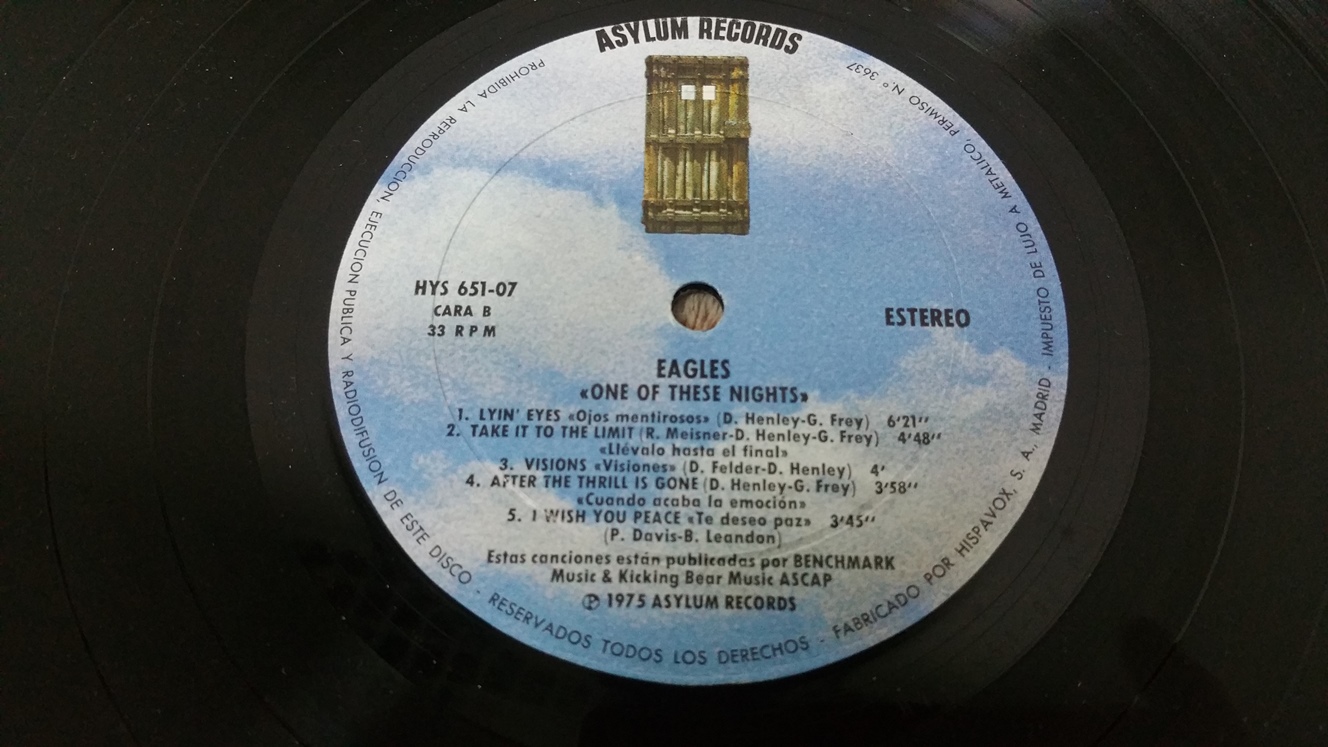 ASYLUM RECORDS
HYS 651-07
CARA B
33 RPM
ESTEREO
EAGLES
«ONE OF THESE NIGHTS»
1. LYIN' EYES «Ojos mentirosos» (D. Henley-G. Frey) 6'21''
2. TAKE IT TO THE LIMIT (R. Meisner-D. Henley-G. Frey) 4'48''
«Llévalo hasta el final»
3. VISIONS «Visiones» (D. Felder-D. Henley) 4'
4. AFTER THE THRILL IS GONE (D. Henley-G. Frey) 3'58''
«Cuando acaba la emoción»
5. I WISH YOU PEACE «Te deseo paz» 3'45''
(P. Davis-B. Leandon)
Estas canciones están publicadas por BENCHMARK
Music & Kicking Bear Music ASCAP
Ⓟ 1975 ASYLUM RECORDS
PROHIBIDA LA REPRODUCCION, EJECUCION PUBLICA Y RADIODIFUSION DE ESTE DISCO - RESERVADOS TODOS LOS DERECHOS - FABRICADO POR HISPAVOX, S. A., MADRID - IMPUESTO DE LUJO A METALICO, PERMISO N.º 3637